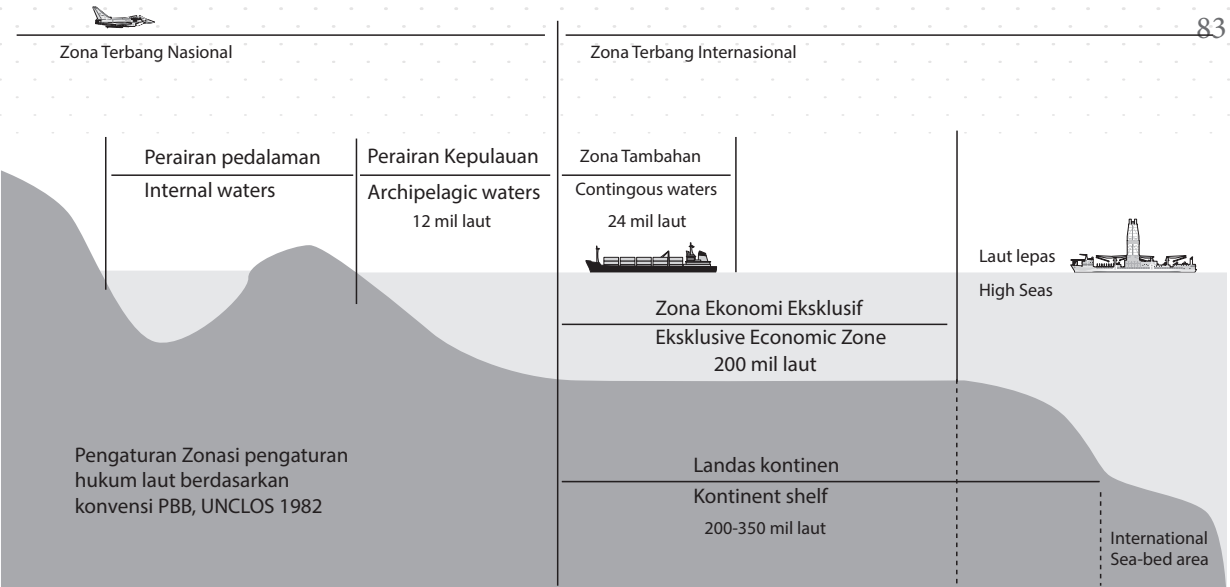 83
Zona Terbang Nasional
Zona Terbang Internasional
Perairan pedalaman
Internal waters
Perairan Kepulauan
Archipelagic waters
12 mil laut
Zona Tambahan
Contingous waters
24 mil laut
Laut lepas
High Seas
Zona Ekonomi Eksklusif
Eksklusive Economic Zone
200 mil laut
Pengaturan Zonasi pengaturan
hukum laut berdasarkan
konvensi PBB, UNCLOS 1982
Landas kontinen
Kontinent shelf
200-350 mil laut
International
Sea-bed area